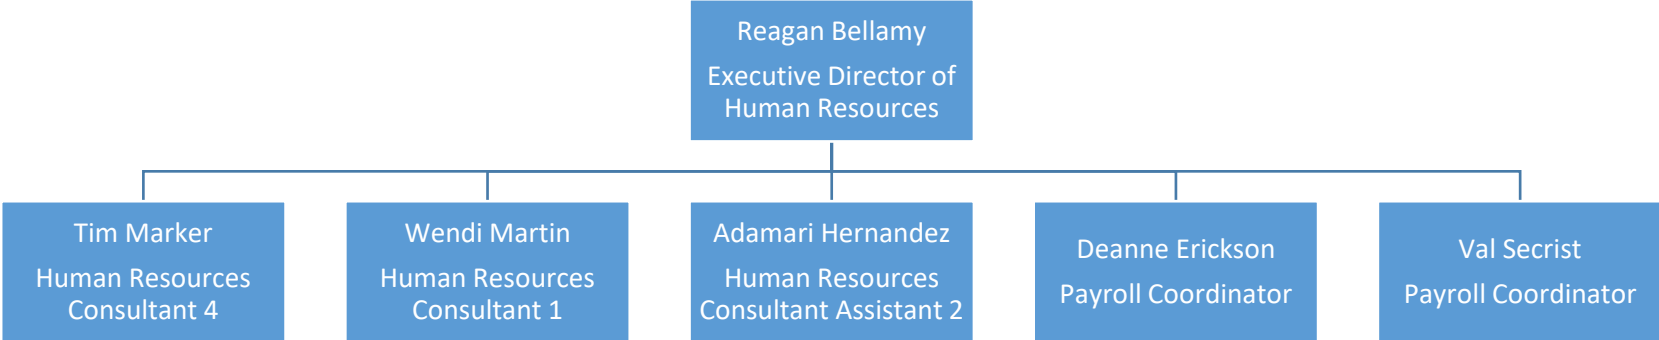 Reagan Bellamy
Executive Director of
Human Resources
Tim Marker
Human Resources
Consultant 4
Wendi Martin
Human Resources
Consultant 1
Adamari Hernandez
Human Resources
Consultant Assistant 2
Deanne Erickson
Payroll Coordinator
Val Secrist
Payroll Coordinator